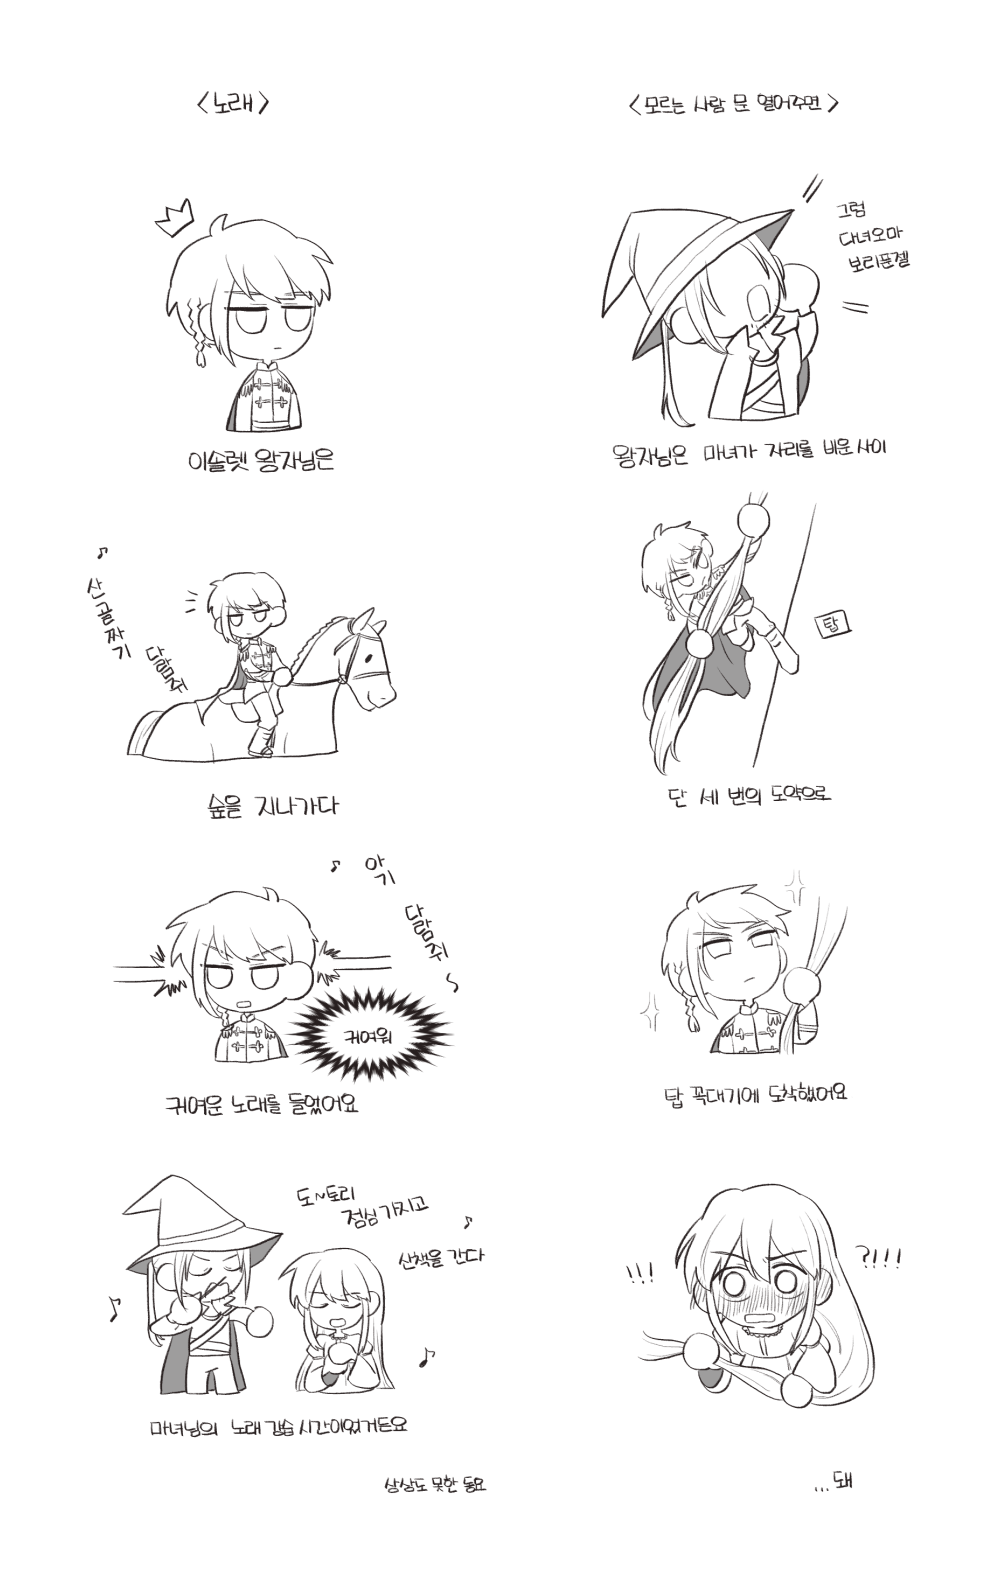 <노래>
이솔렛 왕자님은
♪
산골짜기
다람쥐
숲을 지나가다
♪ 아기
다람쥐~
귀여워
귀여운 노래를 들었어요
도~토리
점심 가지고
♪
산책을 간다
♪
♪
마녀님의 노래 강습 시간이었거든요
상상도 못한 동요
<모르는 사람 문 열어주면>
그럼
다녀오마
보리푼젤
왕자님은 마녀가 자리를 비운 사이
탑
단 세 번의 도약으로
탑 꼭대기에 도착했어요
!!!
?!!!
...돼